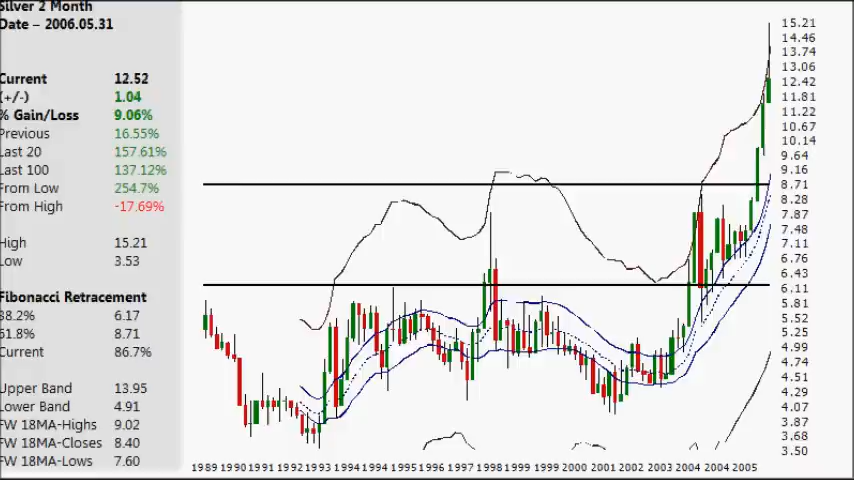 Silver 2 Month
Date – 2006.05.31
Current 12.52
(+/-) 1.04
% Gain/Loss 9.06%
Previous 16.55%
Last 20 157.61%
Last 100 137.12%
From Low 254.7%
From High -17.69%
High 15.21
Low 3.53
Fibonacci Retracement
38.2% 6.17
61.8% 8.71
Current 86.7%
Upper Band 13.95
Lower Band 4.91
FW 18MA-Highs 9.02
FW 18MA-Closes 8.40
FW 18MA-Lows 7.60
15.21
14.46
13.74
13.06
12.42
11.81
11.22
10.67
10.14
9.64
9.16
8.71
8.28
7.87
7.48
7.11
6.76
6.43
6.11
5.81
5.52
5.25
4.99
4.74
4.51
4.29
4.07
3.87
3.68
3.50
1989 1990 1991 1992 1993 1994 1994 1995 1996 1997 1998 1999 1999 2000 2001 2002 2003 2004 2004 2005